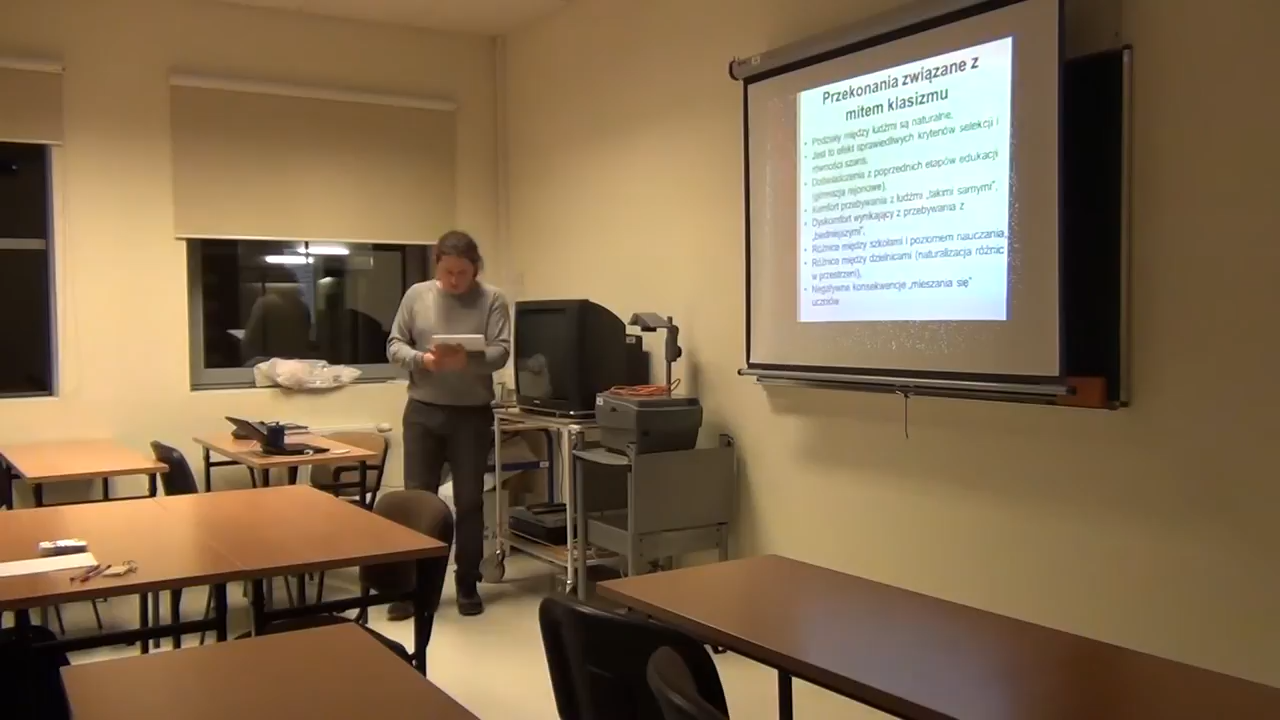 Przekonania związane z
mitem klasizmu
• Podziały między ludźmi są naturalne,
• Jest to efekt sprawiedliwych kryteriów selekcji i
równości szans,
• Doświadczenia z poprzednich etapów edukacji
(gimnazja rejonowe),
• Komfort przebywania z ludźmi „takimi samymi",
• Dyskomfort wynikający z przebywania z
„biedniejszymi",
• Różnice między szkołami i poziomem nauczania,
• Różnice między dzielnicami (naturalizacja różnic
w przestrzeni),
• Negatywne konsekwencje „mieszania się"
uczniów